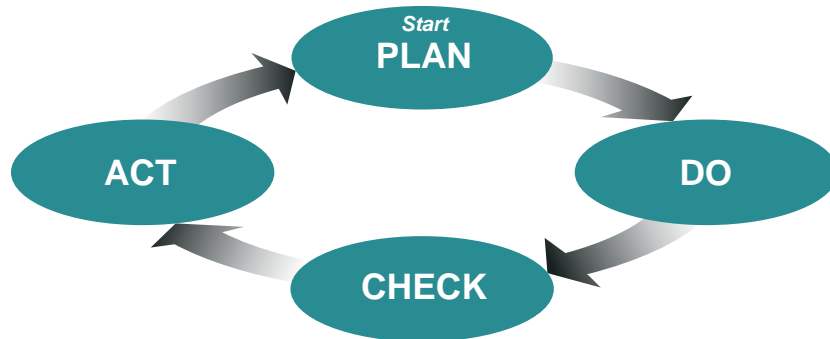 Start
PLAN
DO
CHECK
ACT